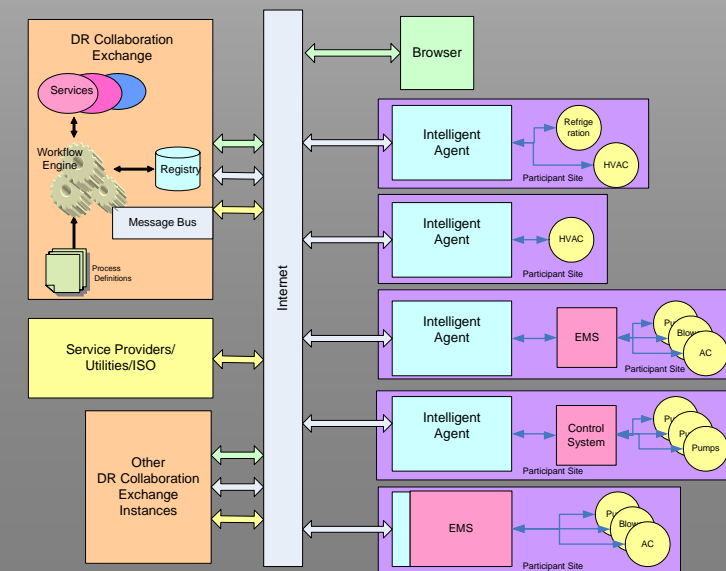 DR Collaboration
Exchange
Services
Workflow
Engine
Registry
Message Bus
Process
Definitions
Service Providers/
Utilities/ISO
Other
DR Collaboration
Exchange
Instances
Internet
Browser
Intelligent
Agent
Refrige
ration
HVAC
Participant Site
Intelligent
Agent
HVAC
Participant Site
Intelligent
Agent
EMS
AC
Participant Site
Intelligent
Agent
Control
System
Pumps
Participant Site
EMS
AC
Participant Site